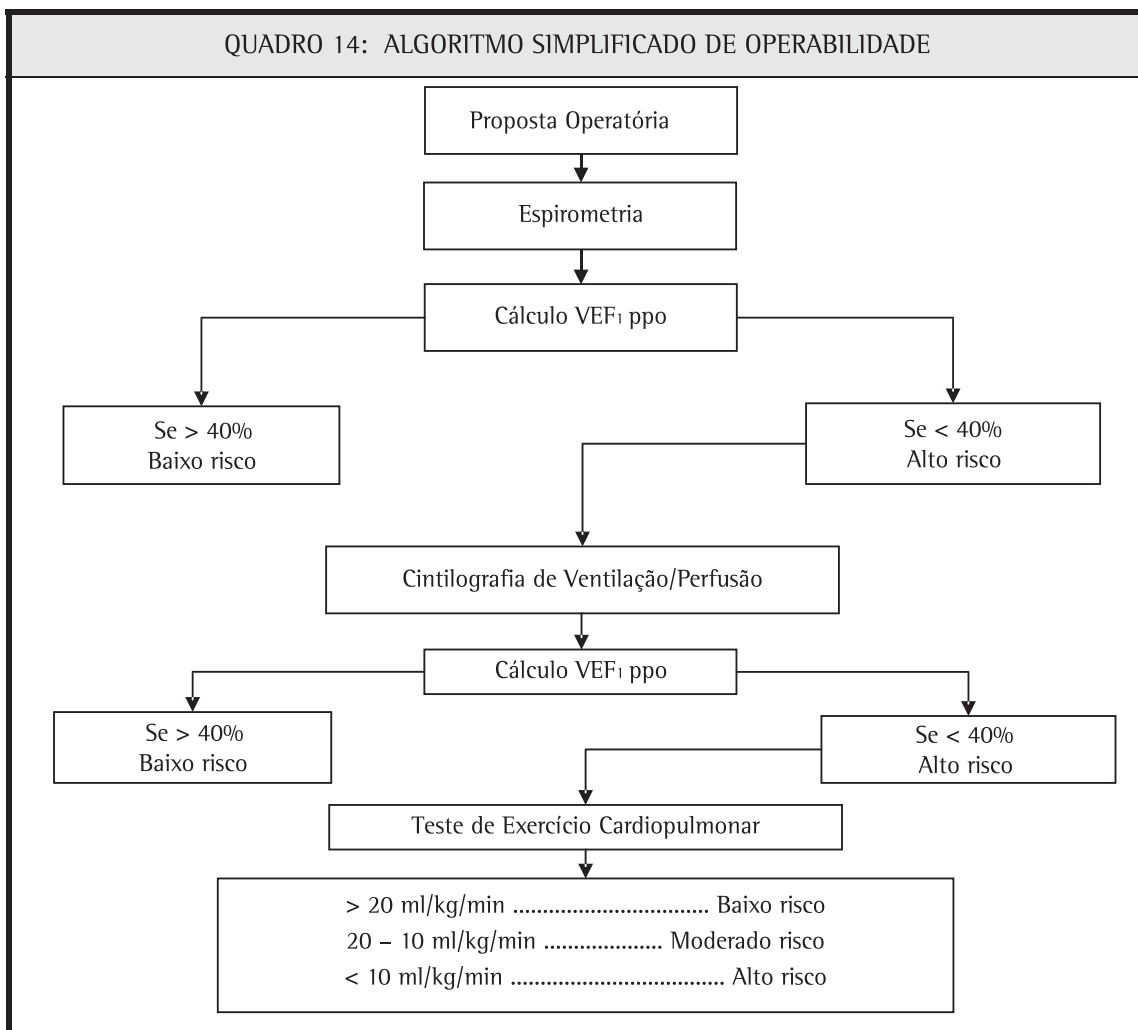 QUADRO 14: ALGORITMO SIMPLIFICADO DE OPERABILIDADE
Proposta Operatória
Espirometria
Cálculo VEF1 ppo
Se > 40%
Baixo risco
Se < 40%
Alto risco
Cintilografia de Ventilação/Perfusão
Cálculo VEF1 ppo
Se > 40%
Baixo risco
Se < 40%
Alto risco
Teste de Exercício Cardiopulmonar
> 20 ml/kg/min ................................. Baixo risco
20 – 10 ml/kg/min .................... Moderado risco
< 10 ml/kg/min ..................................... Alto risco